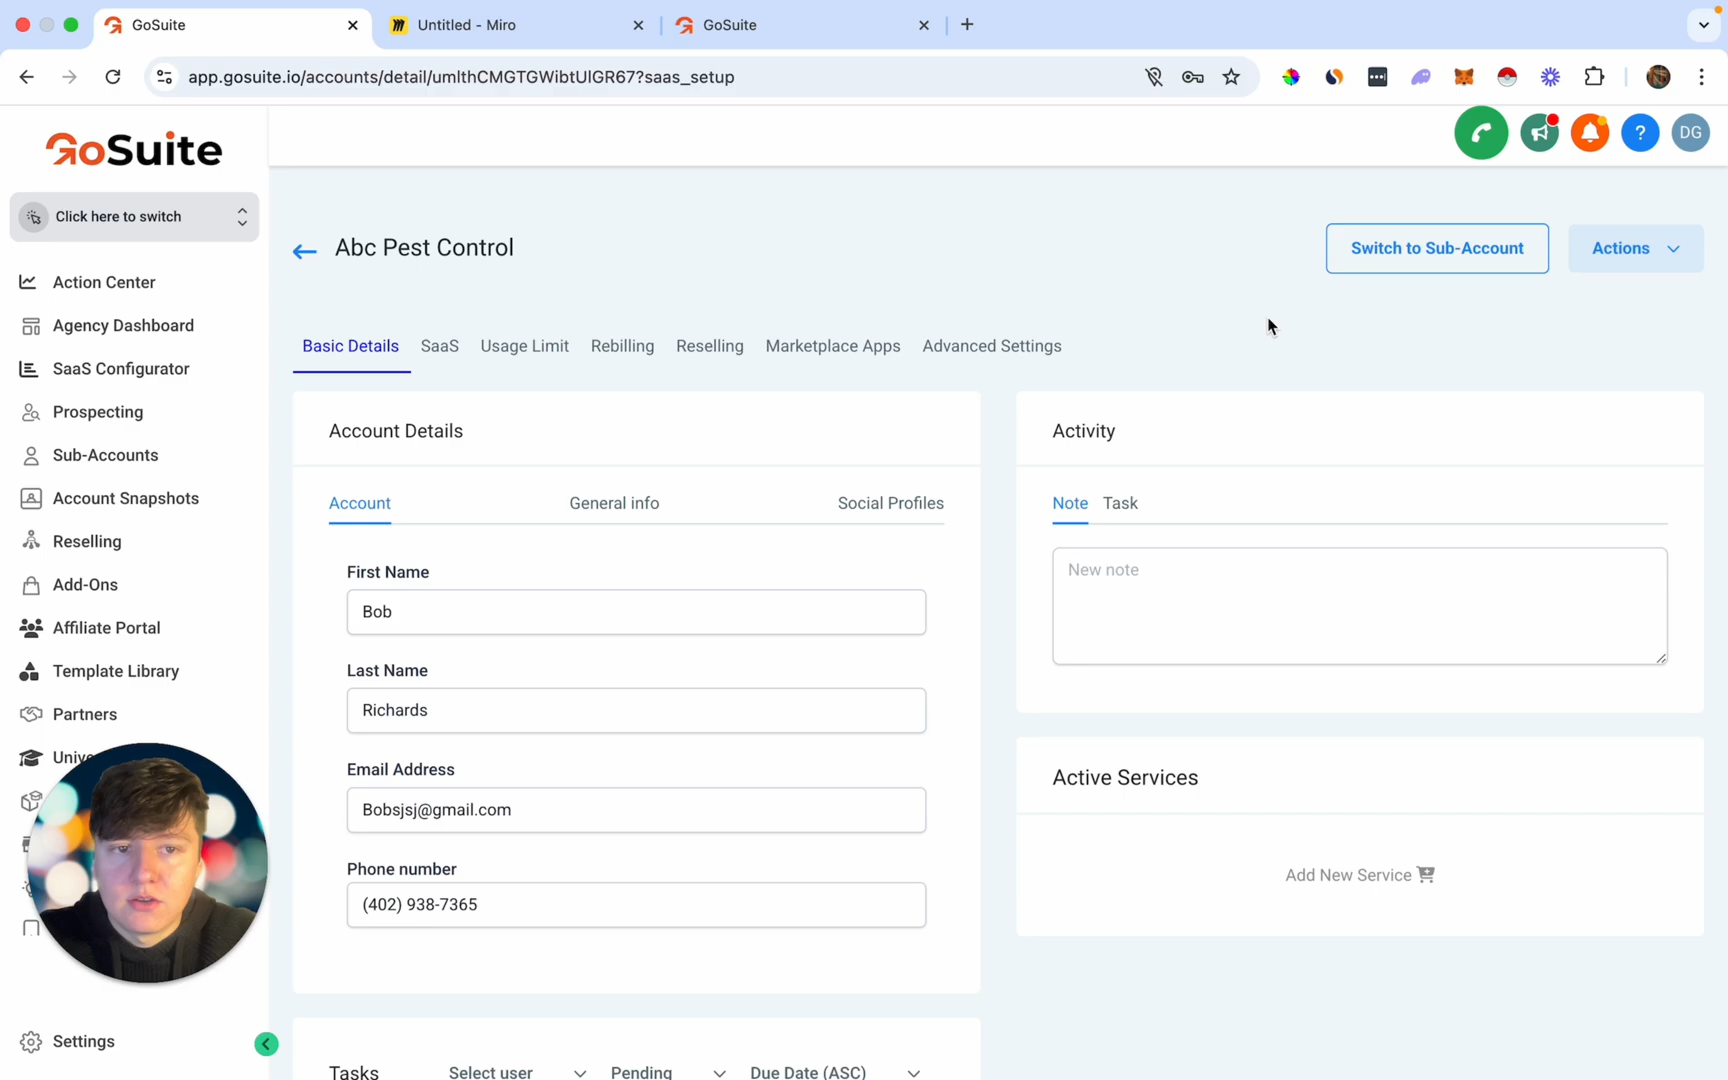 GoSuite
Untitled - Miro
GoSuite
app.gosuite.io/accounts/detail/umlthCMGTGWibtUlGR67?saas_setup
GoSuite
DG
Click here to switch
Action Center
Agency Dashboard
SaaS Configurator
Prospecting
Sub-Accounts
Account Snapshots
Reselling
Add-Ons
Affiliate Portal
Template Library
Partners
Settings
Abc Pest Control
Switch to Sub-Account
Actions
Basic Details SaaS Usage Limit Rebilling Reselling Marketplace Apps Advanced Settings
Account Details
Account General info Social Profiles
First Name
Bob
Last Name
Richards
Email Address
Bobsjsj@gmail.com
Phone number
(402) 938-7365
Activity
Note Task
New note
Active Services
Add New Service
Tasks Select user Pending Due Date (ASC)